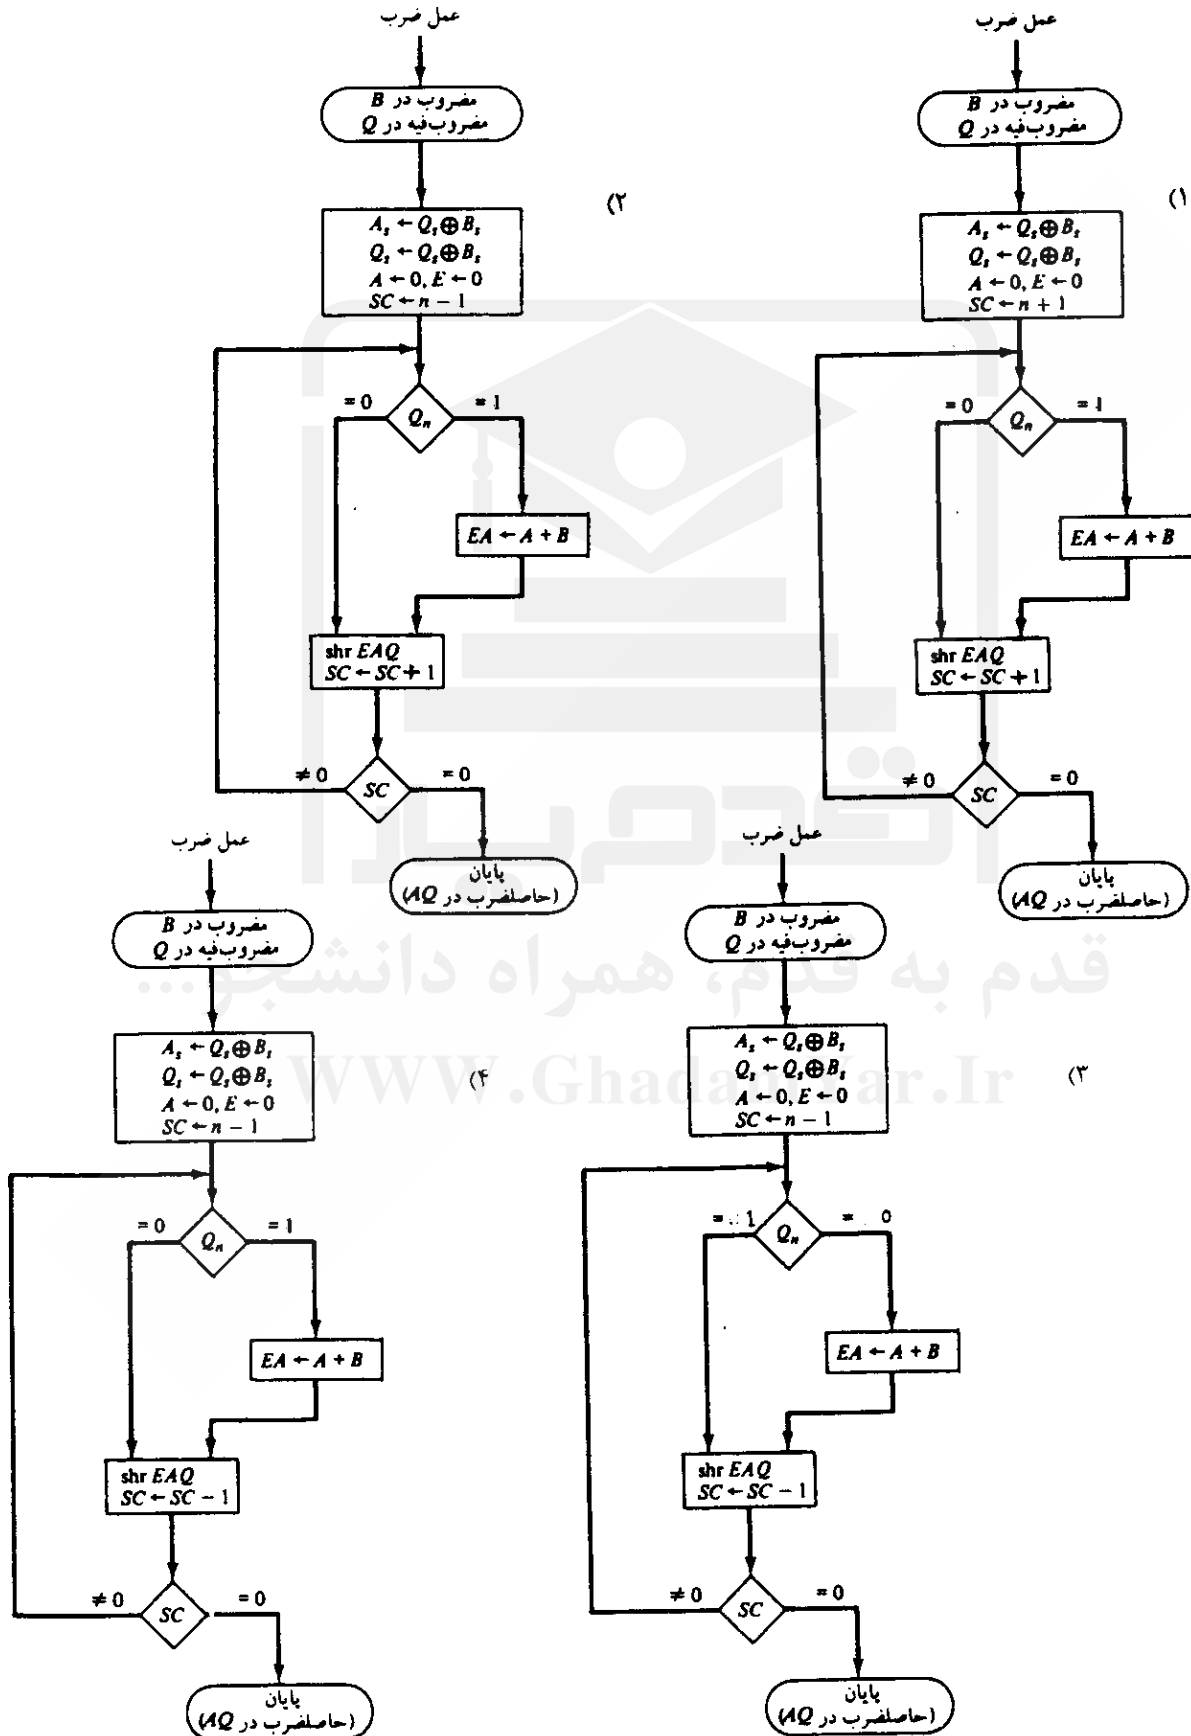 عمل ضرب
مضروب در B
مضروب‌فیه در Q
۱)
A_s ← Q_s ⊕ B_s
Q_s ← Q_s ⊕ B_s
A ← 0, E ← 0
SC ← n + 1
= 0
= 1
Q_n
EA ← A + B
shr EAQ
SC ← SC + 1
≠ 0
= 0
SC
پایان
(حاصلضرب در AQ)
عمل ضرب
مضروب در B
مضروب‌فیه در Q
۲)
A_s ← Q_s ⊕ B_s
Q_s ← Q_s ⊕ B_s
A ← 0, E ← 0
SC ← n - 1
= 0
= 1
Q_n
EA ← A + B
shr EAQ
SC ← SC + 1
≠ 0
= 0
SC
پایان
(حاصلضرب در AQ)
عمل ضرب
مضروب در B
مضروب‌فیه در Q
۳)
A_s ← Q_s ⊕ B_s
Q_s ← Q_s ⊕ B_s
A ← 0, E ← 0
SC ← n - 1
= 1
= 0
Q_n
EA ← A + B
shr EAQ
SC ← SC - 1
≠ 0
= 0
SC
پایان
(حاصلضرب در AQ)
عمل ضرب
مضروب در B
مضروب‌فیه در Q
۴)
A_s ← Q_s ⊕ B_s
Q_s ← Q_s ⊕ B_s
A ← 0, E ← 0
SC ← n - 1
= 0
= 1
Q_n
EA ← A + B
shr EAQ
SC ← SC - 1
≠ 0
= 0
SC
پایان
(حاصلضرب در AQ)
قدم یار
قدم به قدم، همراه دانشجو...
WWW.GhadamYar.Ir